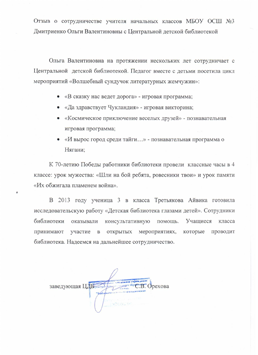 Отзыв о сотрудничестве учителя начальных классов МБОУ ОСШ №3
Дмитриенко Ольги Валентиновны с Центральной детской библиотекой
Ольга Валентиновна на протяжении нескольких лет сотрудничает с
Центральной детской библиотекой. Педагог вместе с детьми посетили цикл
мероприятий «Волшебный сундучок литературных жемчужин»:
«В сказку нас ведет дорога» - игровая программа;
«Да здравствует Чукландия» - игровая викторина;
«Космическое приключение веселых друзей» - познавательная
игровая программа;
«И вырос город среди тайги…» - познавательная программа о
Нягани;
К 70-летию Победы работники библиотеки провели классные часы в 4
классе: урок мужества: «Шли на бой ребята, ровесники твои» и урок памяти
«Их обжигала пламенем война».
В 2013 году ученица 3 в класса Третьякова готовила
исследовательскую работу «Детская библиотека глазами детей». Сотрудники
библиотеки оказывали консультативную помощь. Учащиеся класса
принимают участие в открытых мероприятиях, которые проводит
библиотека. Надеемся на дальнейшее сотрудничество.
заведующая ЦДБ С.В. Орехова